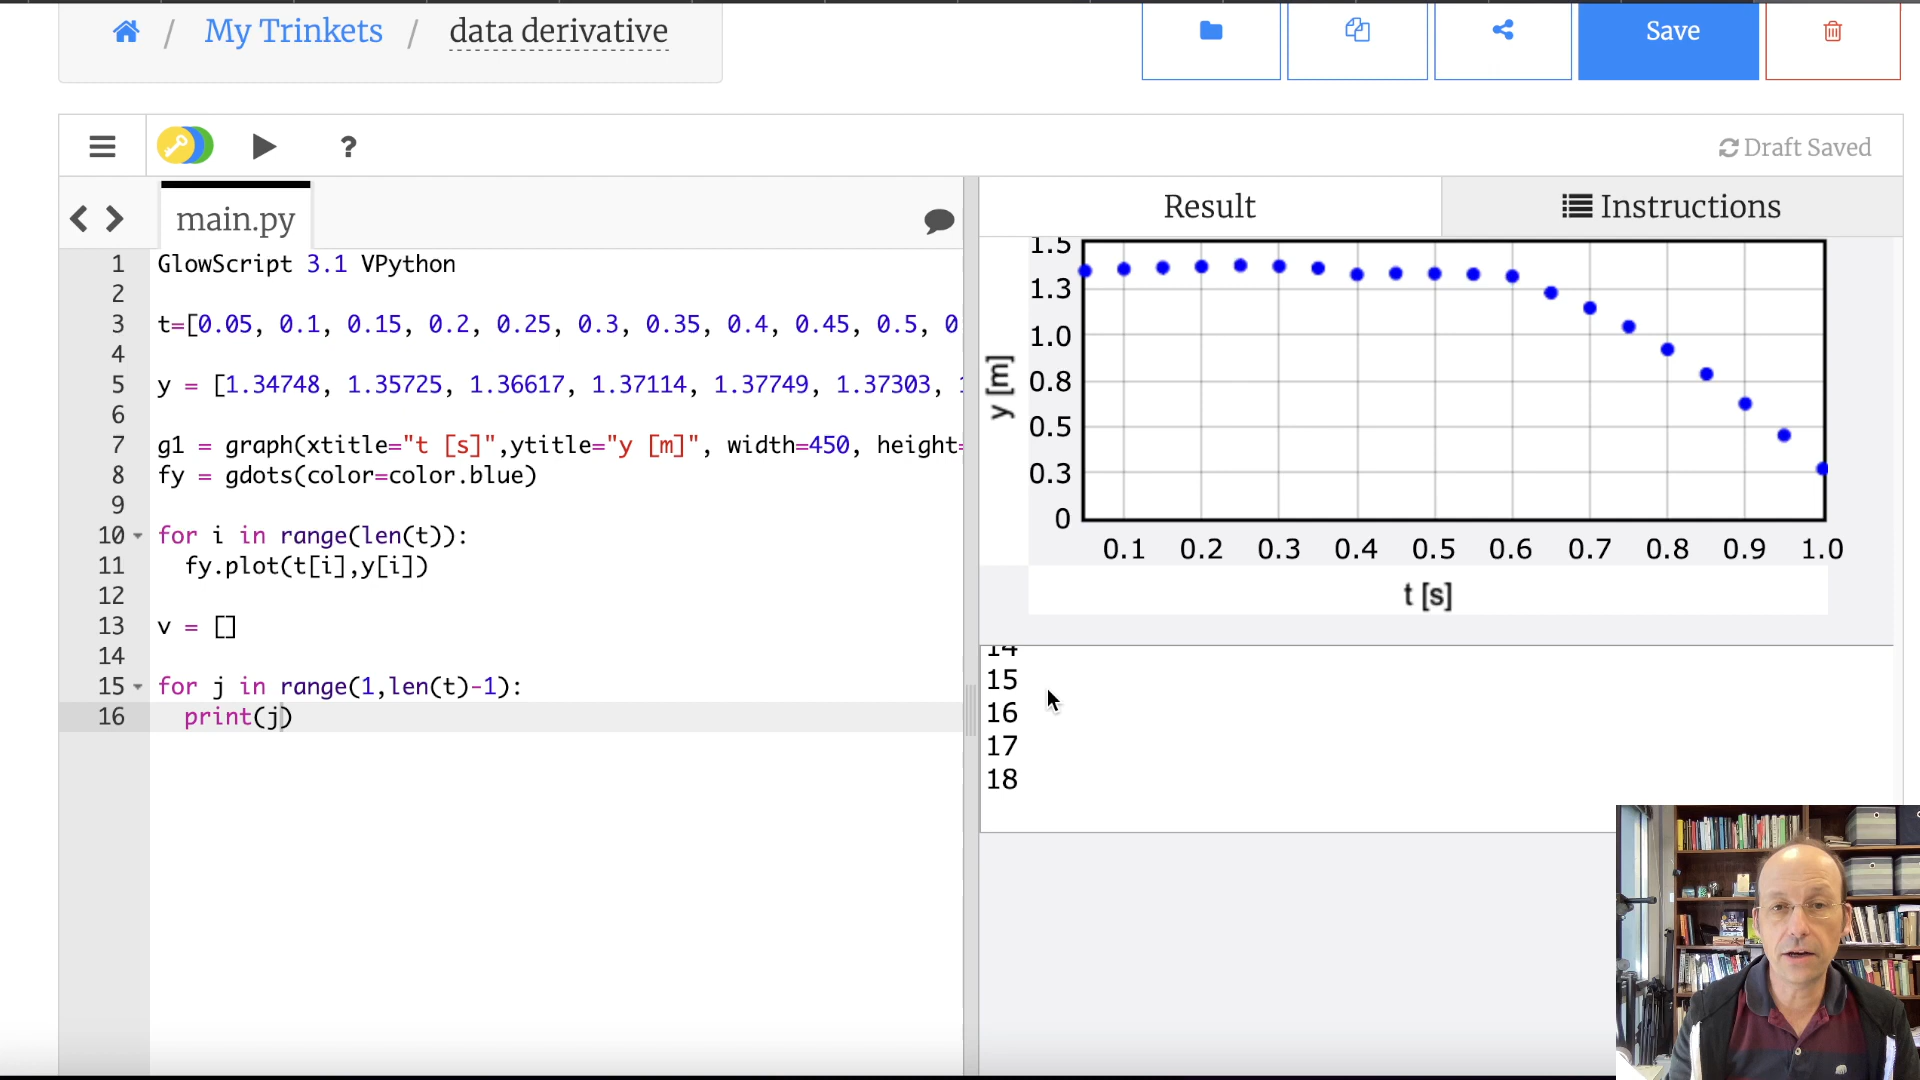 / My Trinkets / data derivative
Save
?
Draft Saved
main.py
Result
Instructions
1 GlowScript 3.1 VPython
2
3 t=[0.05, 0.1, 0.15, 0.2, 0.25, 0.3, 0.35, 0.4, 0.45, 0.5, 0
4
5 y = [1.34748, 1.35725, 1.36617, 1.37114, 1.37749, 1.37303, 1
6
7 g1 = graph(xtitle="t [s]",ytitle="y [m]", width=450, height=
8 fy = gdots(color=color.blue)
9
10 for i in range(len(t)):
11 fy.plot(t[i],y[i])
12
13 v = []
14
15 for j in range(1,len(t)-1):
16 print(j)
y [m]
1.5
1.3
1.0
0.8
0.5
0.3
0
0.1 0.2 0.3 0.4 0.5 0.6 0.7 0.8 0.9 1.0
t [s]
14
15
16
17
18